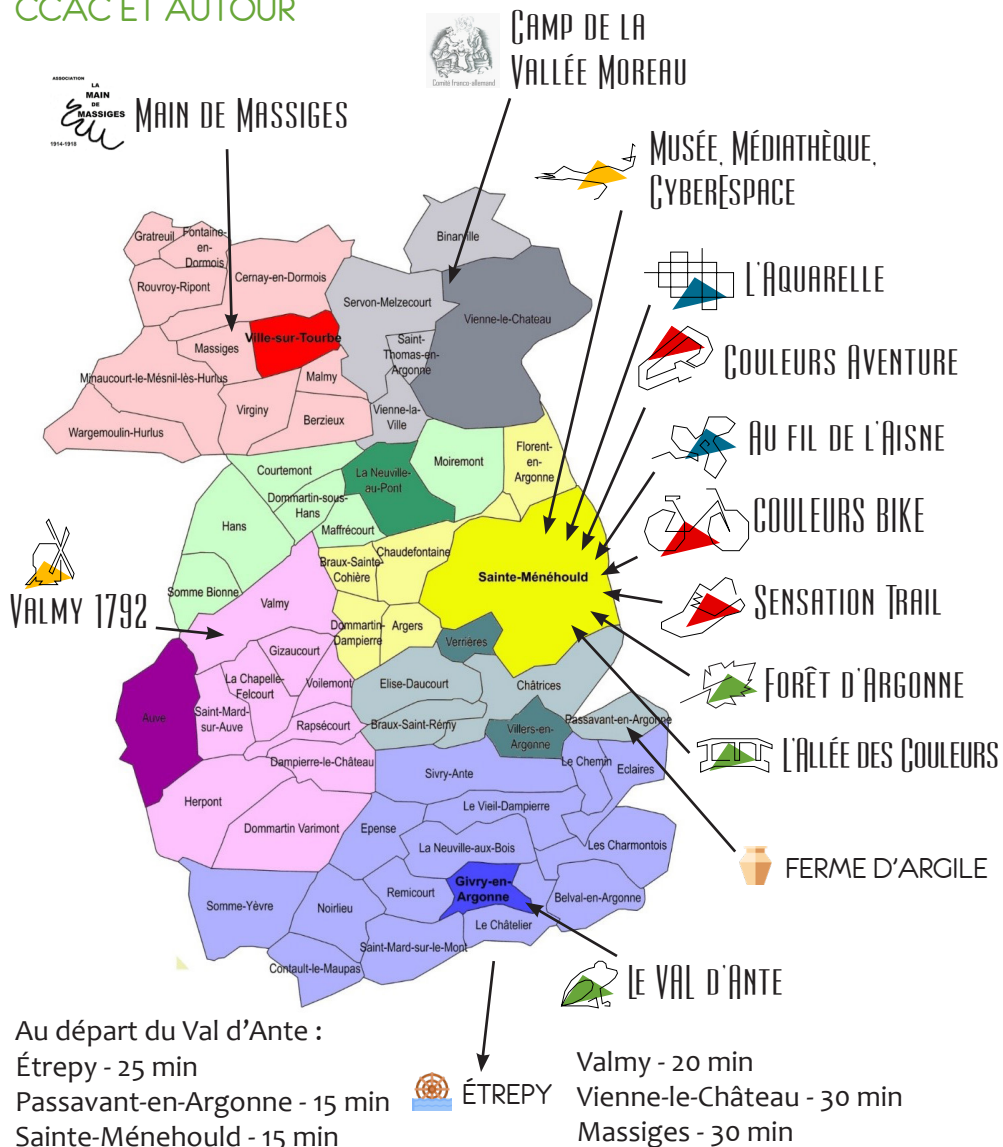 CCAC ET AUTOUR
CAMP DE LA
VALLÉE MOREAU
Comité franco-allemand
ASSOCIATION
LA
MAIN
DE
MASSIGES
1914-1918
MAIN DE MASSIGES
MUSÉE, MÉDIATHÈQUE,
CYBERESPACE
L'AQUARELLE
COULEURS AVENTURE
AU FIL DE L'AISNE
COULEURS BIKE
SENSATION TRAIL
FORÊT D'ARGONNE
L'ALLÉE DES COULEURS
FERME D'ARGILE
LE VAL D'ANTE
ÉTREPY
VALMY 1792
Gratreuil
Fontaine-
en-
Dormois
Rouvroy-Ripont
Cernay-en-Dormois
Binarville
Servon-Melzecourt
Vienne-le-Chateau
Ville-sur-Tourbe
Massiges
Saint-
Thomas-en-
Argonne
Minaucourt-le-Mésnil-lès-Hurlus
Malmy
Virginy
Berzieux
Vienne-la-
Ville
Wargemoulin-Hurlus
Florent-
en-
Argonne
Moiremont
Courtemont
La Neuville-
au-Pont
Dommartin-sous-
Hans
Hans
Maffrécourt
Chaudefontaine
Braux-Sainte-
Cohière
Sainte-Ménéhould
Somme Bionne
Valmy
Dommartin-
Dampierre
Argers
Verrières
Gizaucourt
La Chapelle-
Felcourt
Voilemont
Elise-Daucourt
Châtrices
Auve
Saint-Mard-
sur-Auve
Rapsécourt
Braux-Saint-Rémy
Villers-en-
Argonne
Passavant-en-Argonne
Dampierre-le-Château
Sivry-Ante
Le Chemin
Eclaires
Herpont
Le Vieil-Dampierre
Dommartin Varimont
Epense
La Neuville-aux-Bois
Les Charmontois
Givry-en-
Argonne
Remicourt
Belval-en-Argonne
Somme-Yèvre
Noirlieu
Le Châtelier
Saint-Mard-sur-le-Mont
Contault-le-Maupas
Au départ du Val d'Ante :
Étrepy - 25 min
Passavant-en-Argonne - 15 min
Sainte-Ménehould - 15 min
Valmy - 20 min
Vienne-le-Château - 30 min
Massiges - 30 min